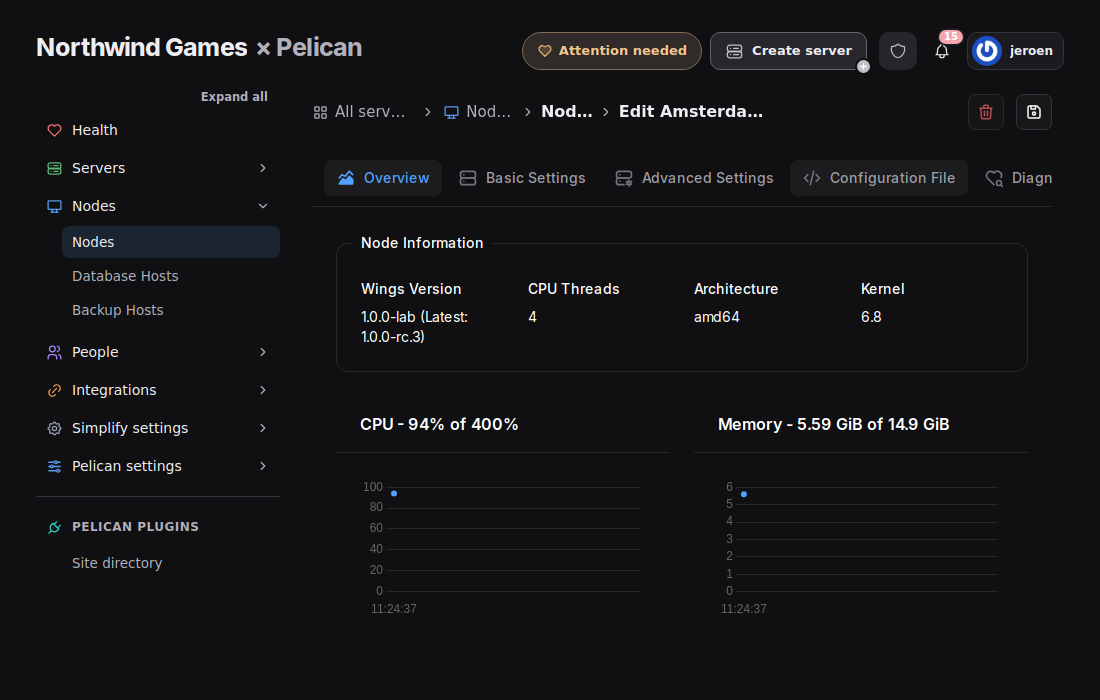 Northwind Games × Pelican
Attention needed
Create server
15
jeroen
Expand all
Health
Servers
Nodes
Nodes
Database Hosts
Backup Hosts
People
Integrations
Simplify settings
Pelican settings
PELICAN PLUGINS
Site directory
All serv... > Nod... > Nod... > Edit Amsterda...
Overview
Basic Settings
Advanced Settings
Configuration File
Diagn
Node Information
Wings Version
1.0.0-lab (Latest:
1.0.0-rc.3)
CPU Threads
4
Architecture
amd64
Kernel
6.8
CPU - 94% of 400%
100
80
60
40
20
0
11:24:37
Memory - 5.59 GiB of 14.9 GiB
6
5
4
3
2
1
0
11:24:37